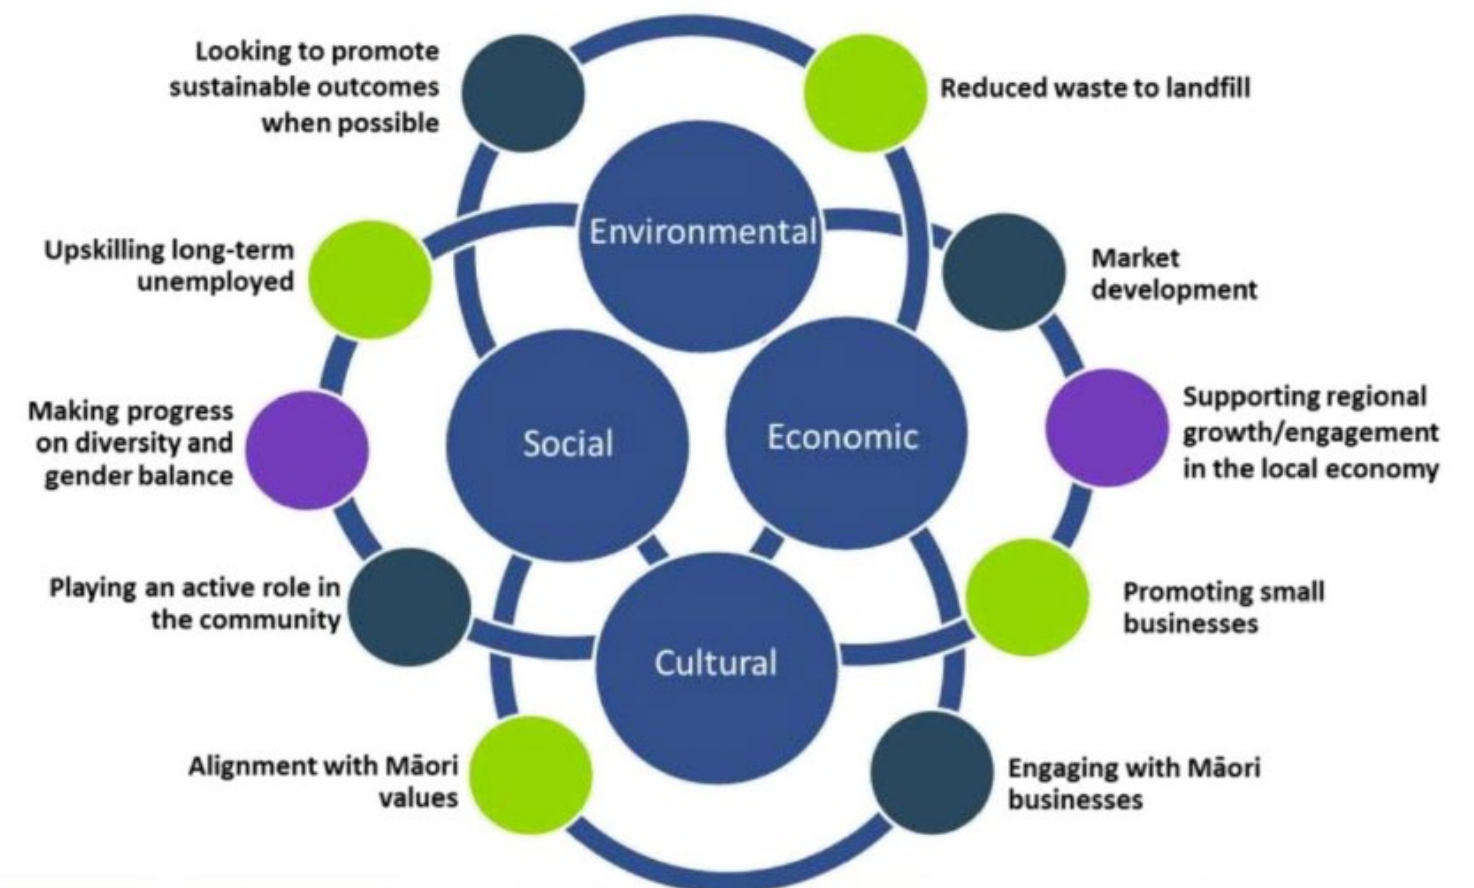 Looking to promote
sustainable outcomes
when possible
Reduced waste to landfill
Environmental
Upskilling long-term
unemployed
Market
development
Making progress
on diversity and
gender balance
Social
Economic
Supporting regional
growth/engagement
in the local economy
Playing an active role in
the community
Promoting small
businesses
Cultural
Alignment with Māori
values
Engaging with Māori
businesses